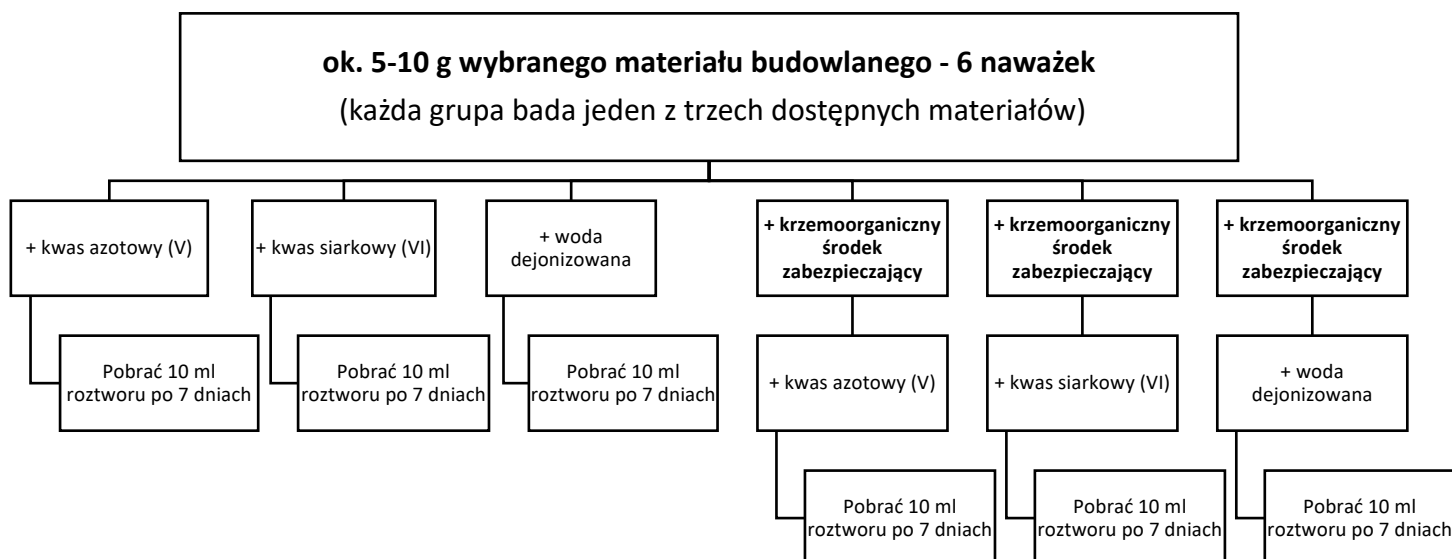 ok. 5-10 g wybranego materiału budowlanego - 6 naważek
(każda grupa bada jeden z trzech dostępnych materiałów)
+ kwas azotowy (V)
+ kwas siarkowy (VI)
+ woda
dejonizowana
+ krzemoorganiczny
środek
zabezpieczający
+ krzemoorganiczny
środek
zabezpieczający
+ krzemoorganiczny
środek
zabezpieczający
Pobrać 10 ml
roztworu po 7 dniach
Pobrać 10 ml
roztworu po 7 dniach
Pobrać 10 ml
roztworu po 7 dniach
+ kwas azotowy (V)
+ kwas siarkowy (VI)
+ woda
dejonizowana
Pobrać 10 ml
roztworu po 7 dniach
Pobrać 10 ml
roztworu po 7 dniach
Pobrać 10 ml
roztworu po 7 dniach